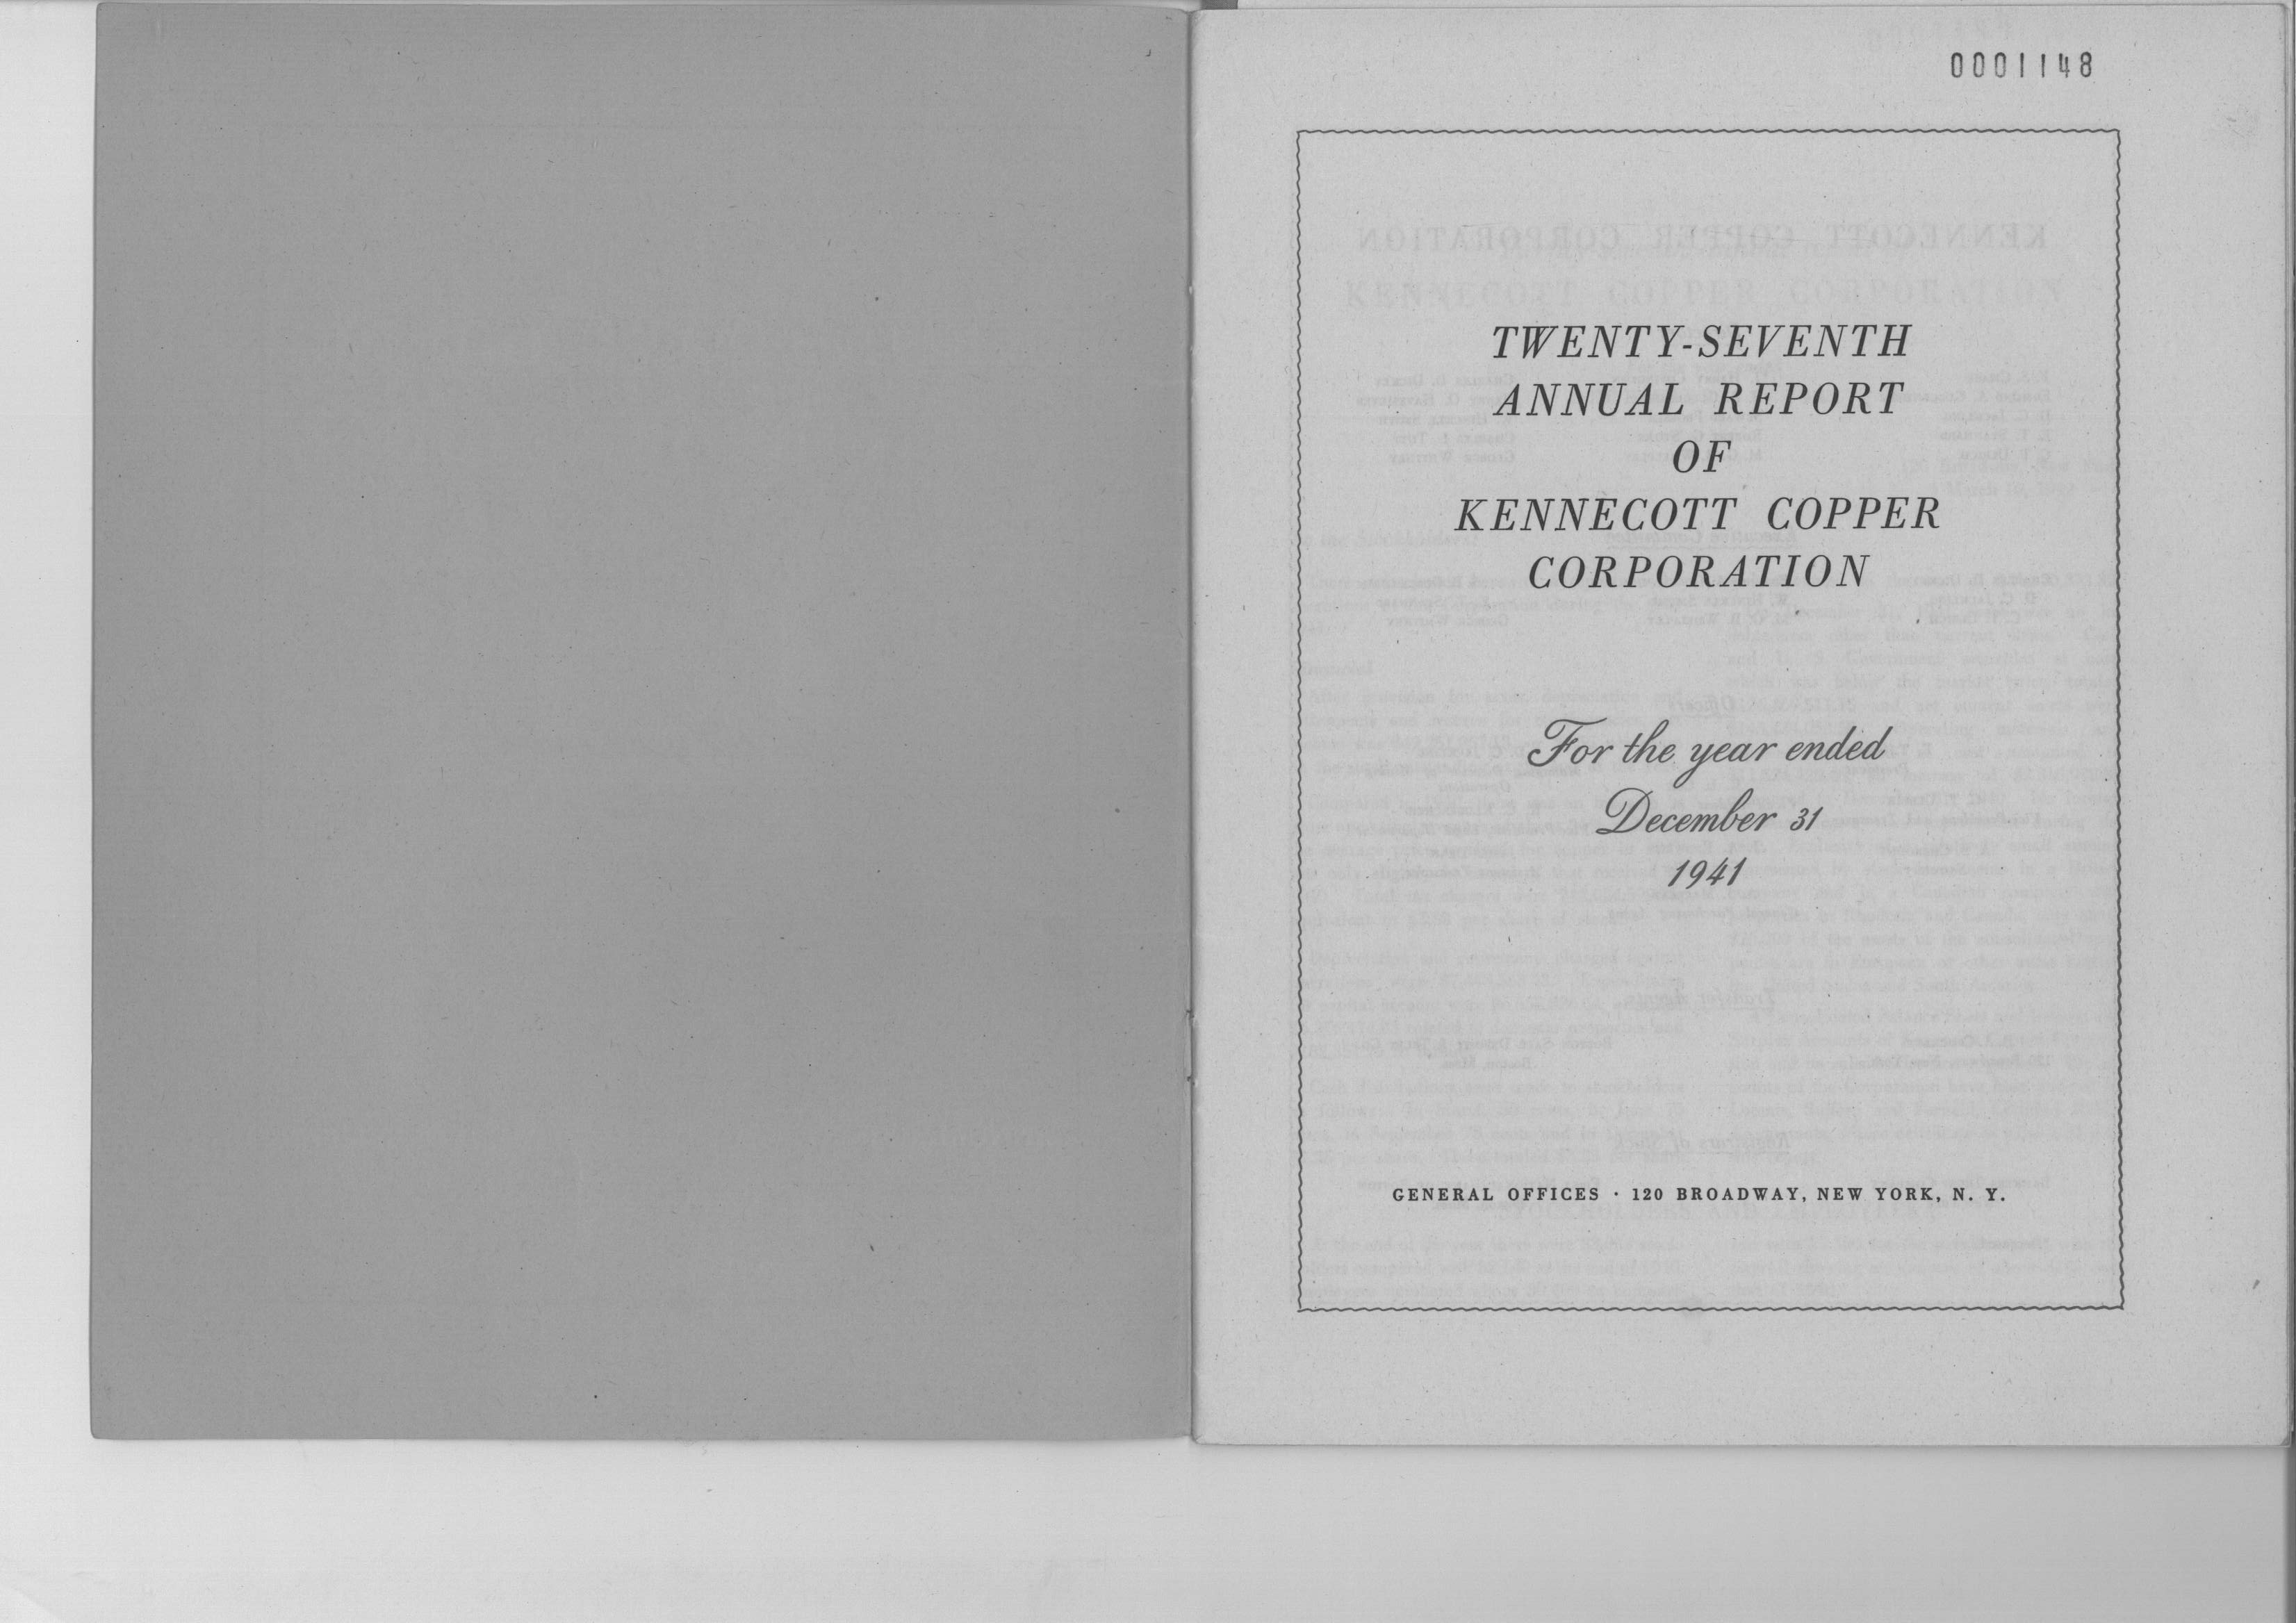 0001148
TWENTY-SEVENTH
ANNUAL REPORT
OF
KENNECOTT COPPER
CORPORATION
For the year ended
December 31
1941
GENERAL OFFICES · 120 BROADWAY, NEW YORK, N. Y.